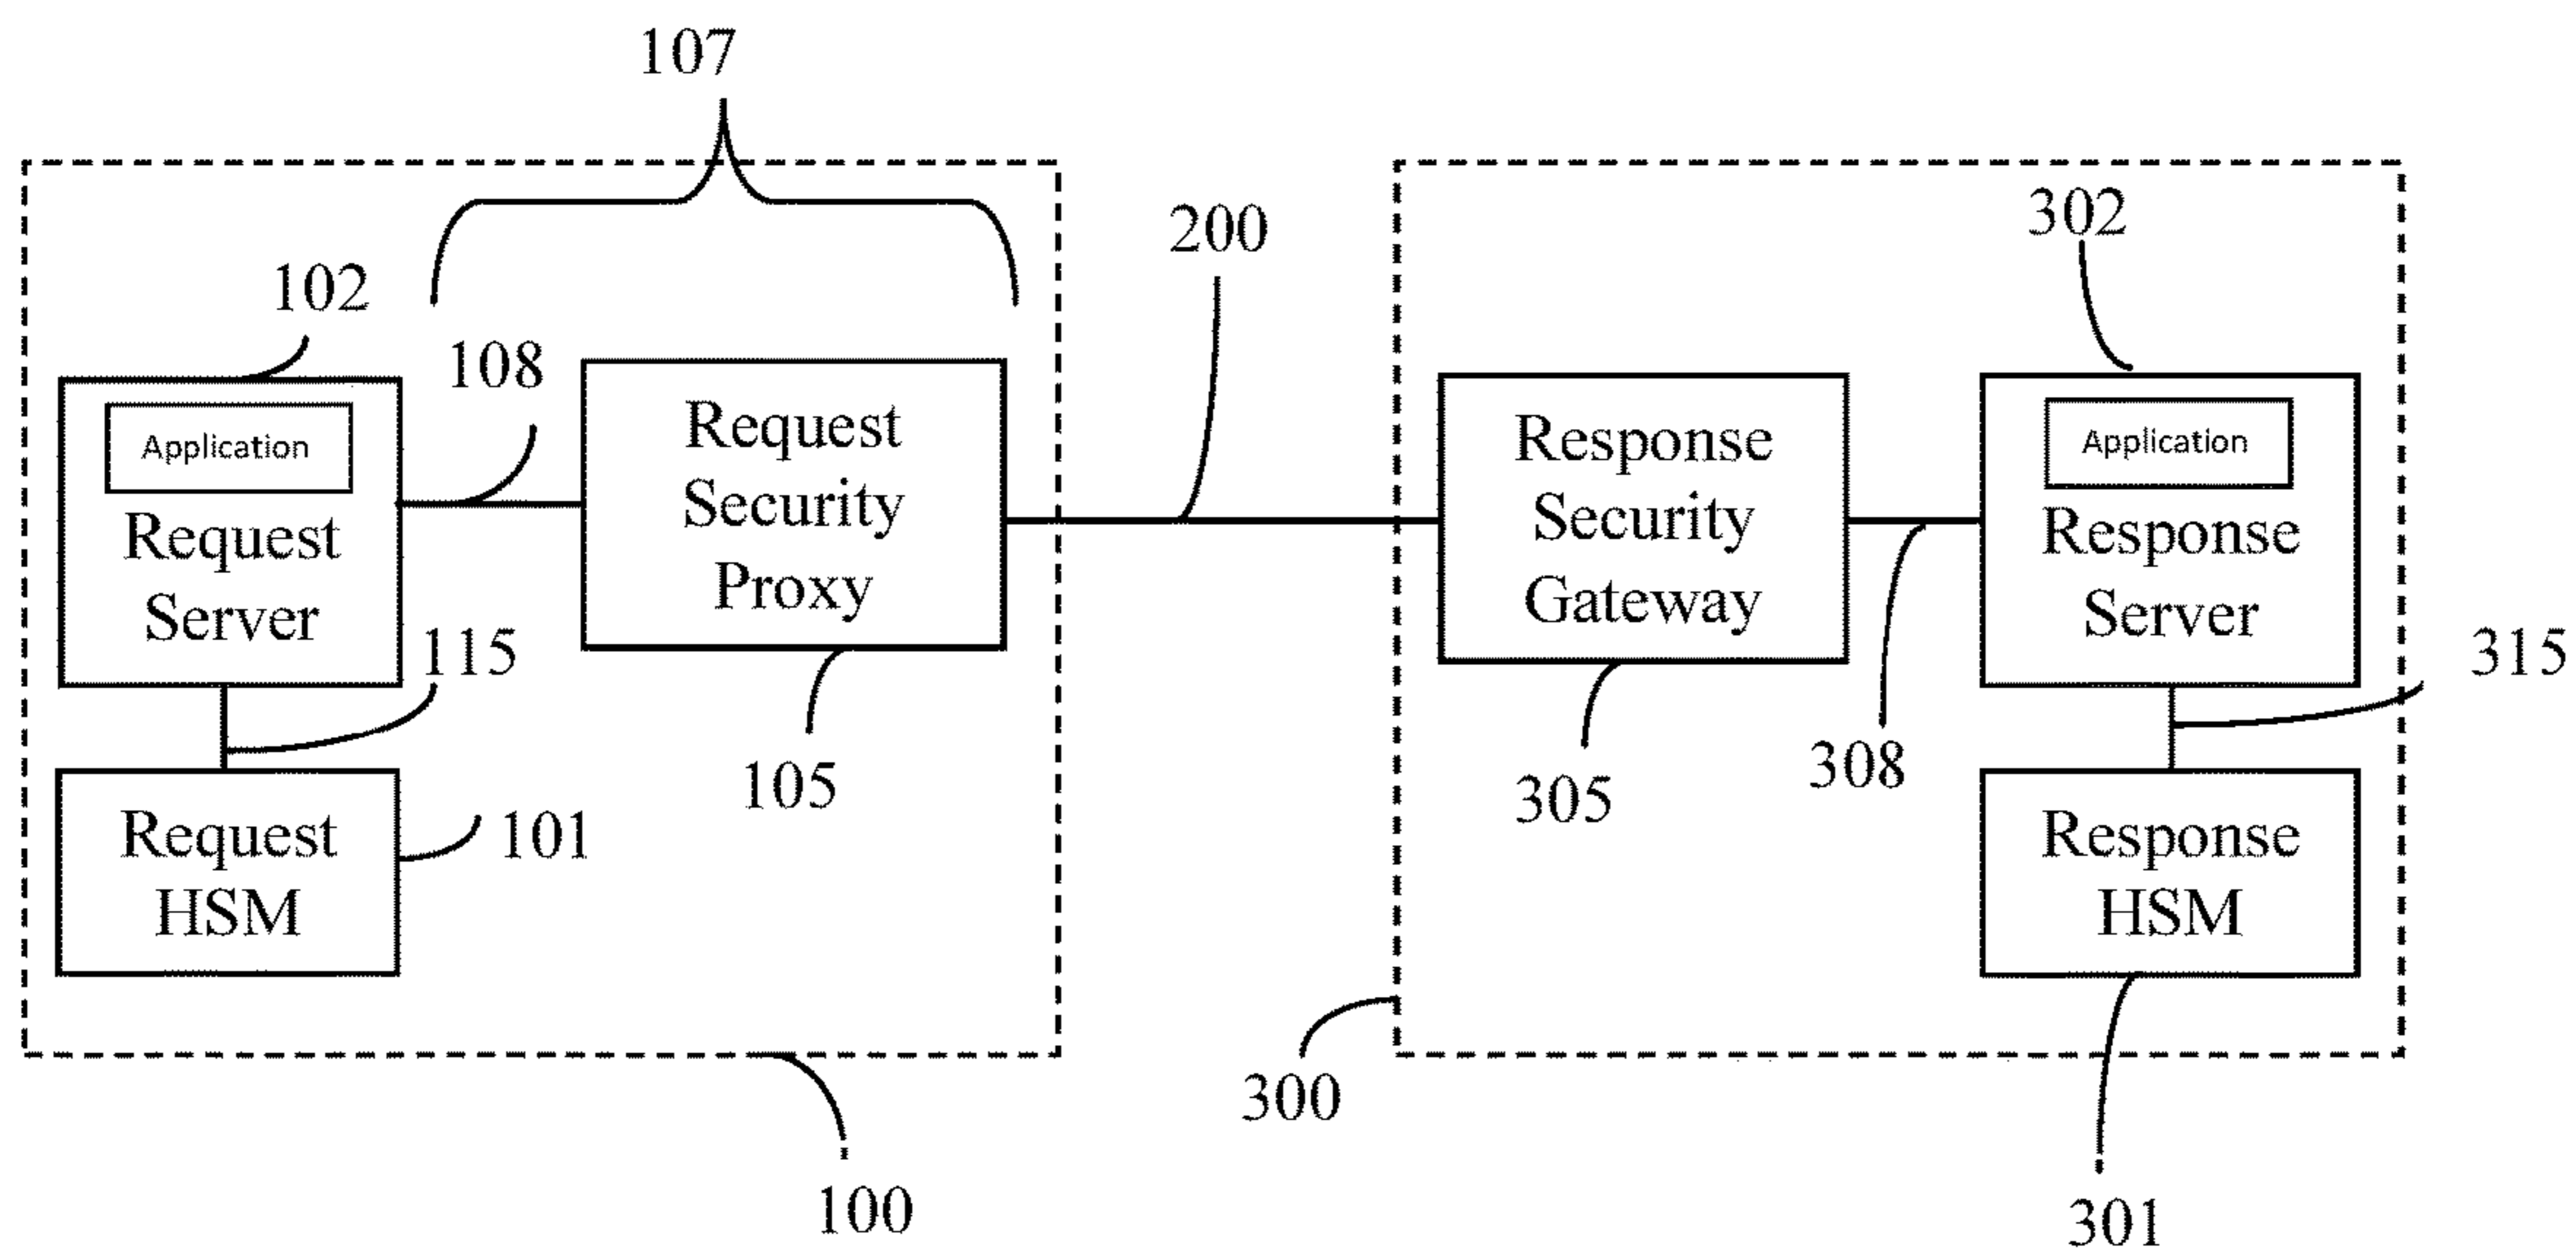 107
200
302
102
108
Application
Request
Server
Request
Security
Proxy
Response
Security
Gateway
Application
Response
Server
115
315
105
305
308
Request
HSM
101
Response
HSM
300
100
301